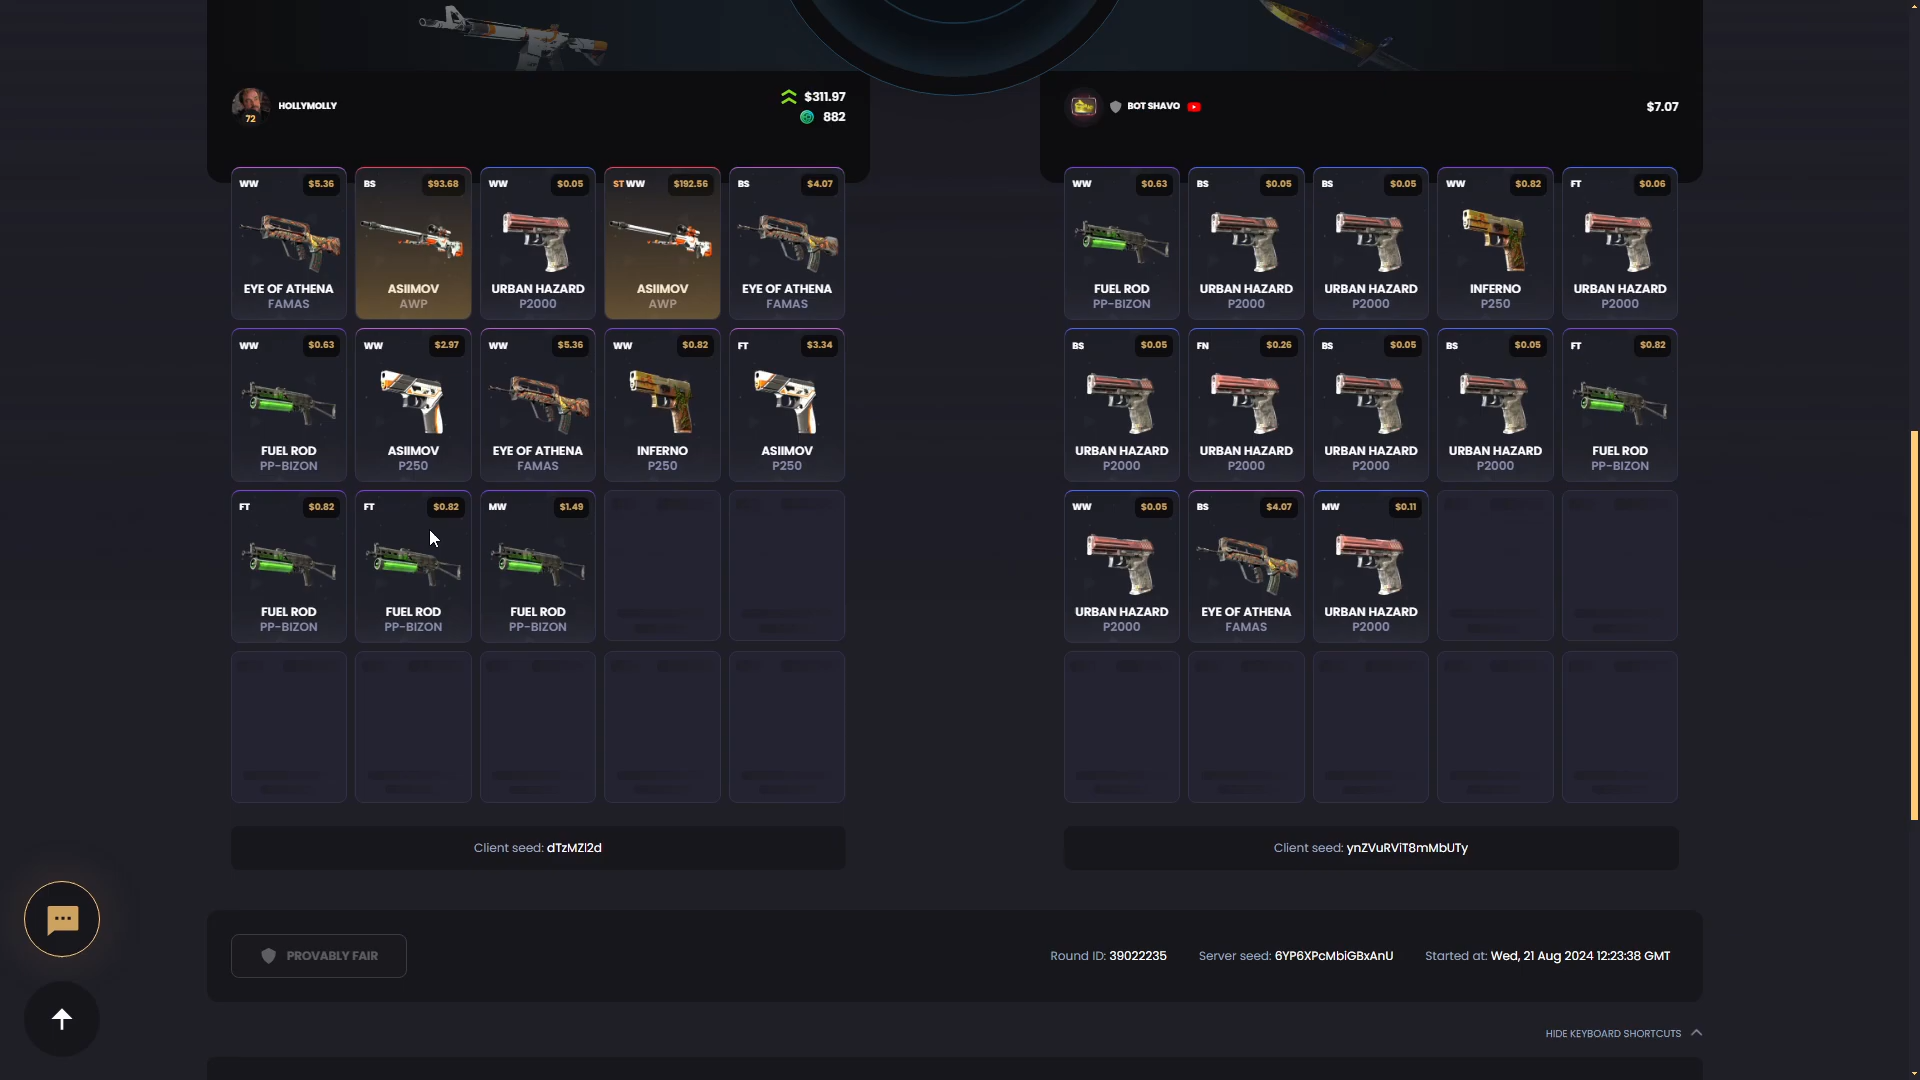 HOLLYMOLLY
72
$311.97
882
BOT SHAVO
$7.07
WW $5.36
EYE OF ATHENA
FAMAS
BS $93.68
ASIIMOV
AWP
WW $0.05
URBAN HAZARD
P2000
ST WW $192.56
ASIIMOV
AWP
BS $4.07
EYE OF ATHENA
FAMAS
WW $0.63
FUEL ROD
PP-BIZON
WW $2.97
ASIIMOV
P250
WW $5.36
EYE OF ATHENA
FAMAS
WW $0.82
INFERNO
P250
FT $3.34
ASIIMOV
P250
FT $0.82
FUEL ROD
PP-BIZON
FT $0.82
FUEL ROD
PP-BIZON
MW $1.49
FUEL ROD
PP-BIZON
Client seed: dTzMZl2d
WW $0.63
FUEL ROD
PP-BIZON
BS $0.05
URBAN HAZARD
P2000
BS $0.05
URBAN HAZARD
P2000
WW $0.82
INFERNO
P250
FT $0.06
URBAN HAZARD
P2000
BS $0.05
URBAN HAZARD
P2000
FN $0.26
URBAN HAZARD
P2000
BS $0.05
URBAN HAZARD
P2000
BS $0.05
URBAN HAZARD
P2000
FT $0.82
FUEL ROD
PP-BIZON
WW $0.05
URBAN HAZARD
P2000
BS $4.07
EYE OF ATHENA
FAMAS
MW $0.11
URBAN HAZARD
P2000
Client seed: ynZVuRViT8mMbUTy
PROVABLY FAIR
Round ID: 39022235
Server seed: 6YP6XPcMbiGBxAnU
Started at: Wed, 21 Aug 2024 12:23:38 GMT
HIDE KEYBOARD SHORTCUTS